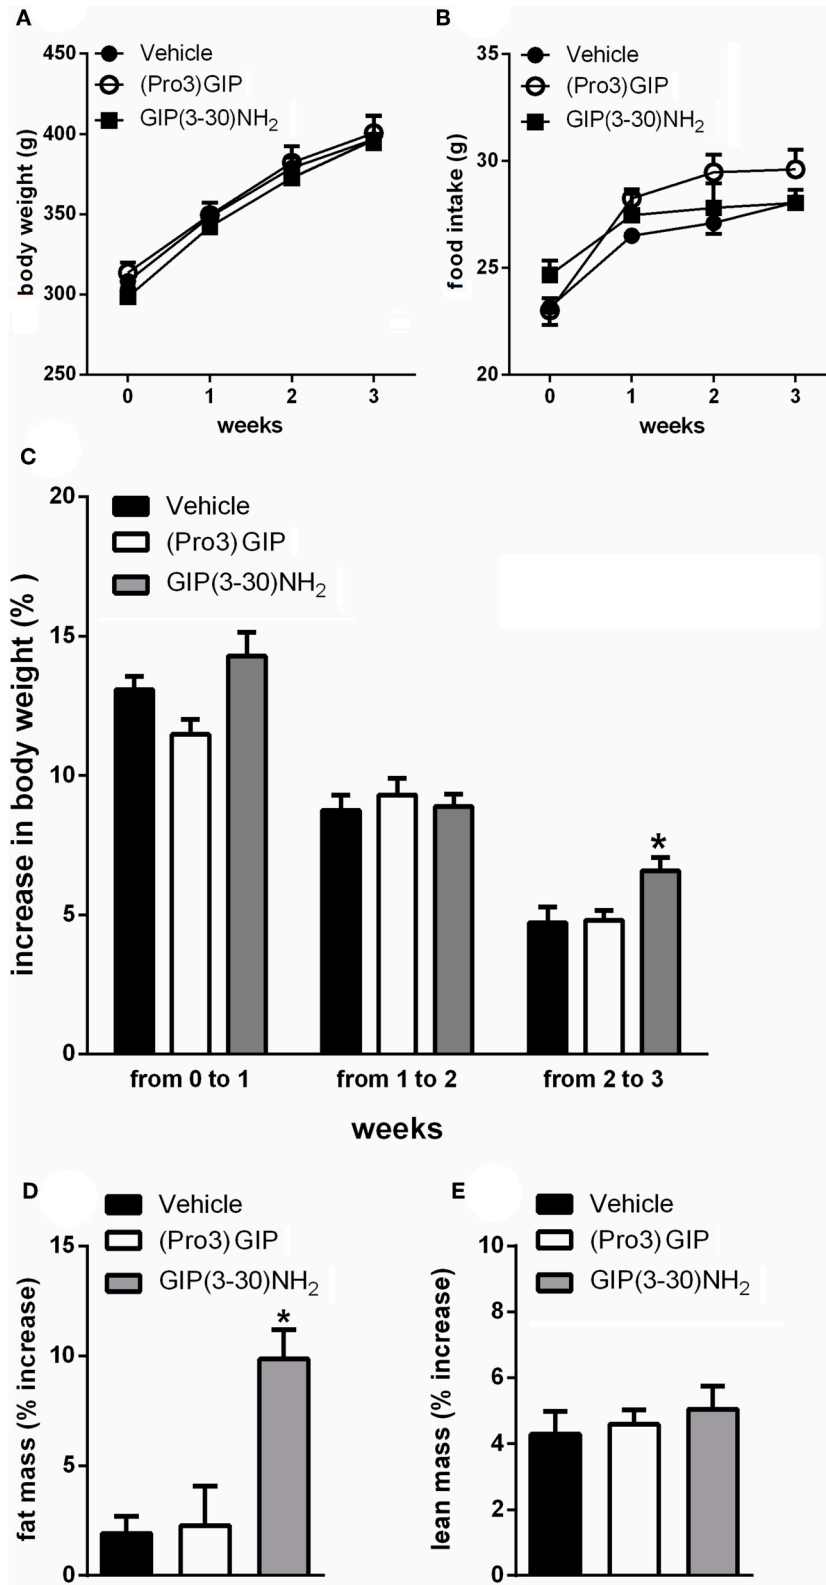 A
Vehicle
(Pro3)GIP
GIP(3-30)NH2
450
400
350
300
250
body weight (g)
0 1 2 3
weeks
B
Vehicle
(Pro3)GIP
GIP(3-30)NH2
35
30
25
20
food intake (g)
0 1 2 3
weeks
C
Vehicle
(Pro3) GIP
GIP(3-30)NH2
20
15
10
5
0
increase in body weight (% )
*
from 0 to 1 from 1 to 2 from 2 to 3
weeks
D
Vehicle
(Pro3) GIP
GIP(3-30)NH2
15
10
5
0
fat mass (% increase)
*
E
Vehicle
(Pro3) GIP
GIP(3-30)NH2
10
8
6
4
2
0
lean mass (% increase)